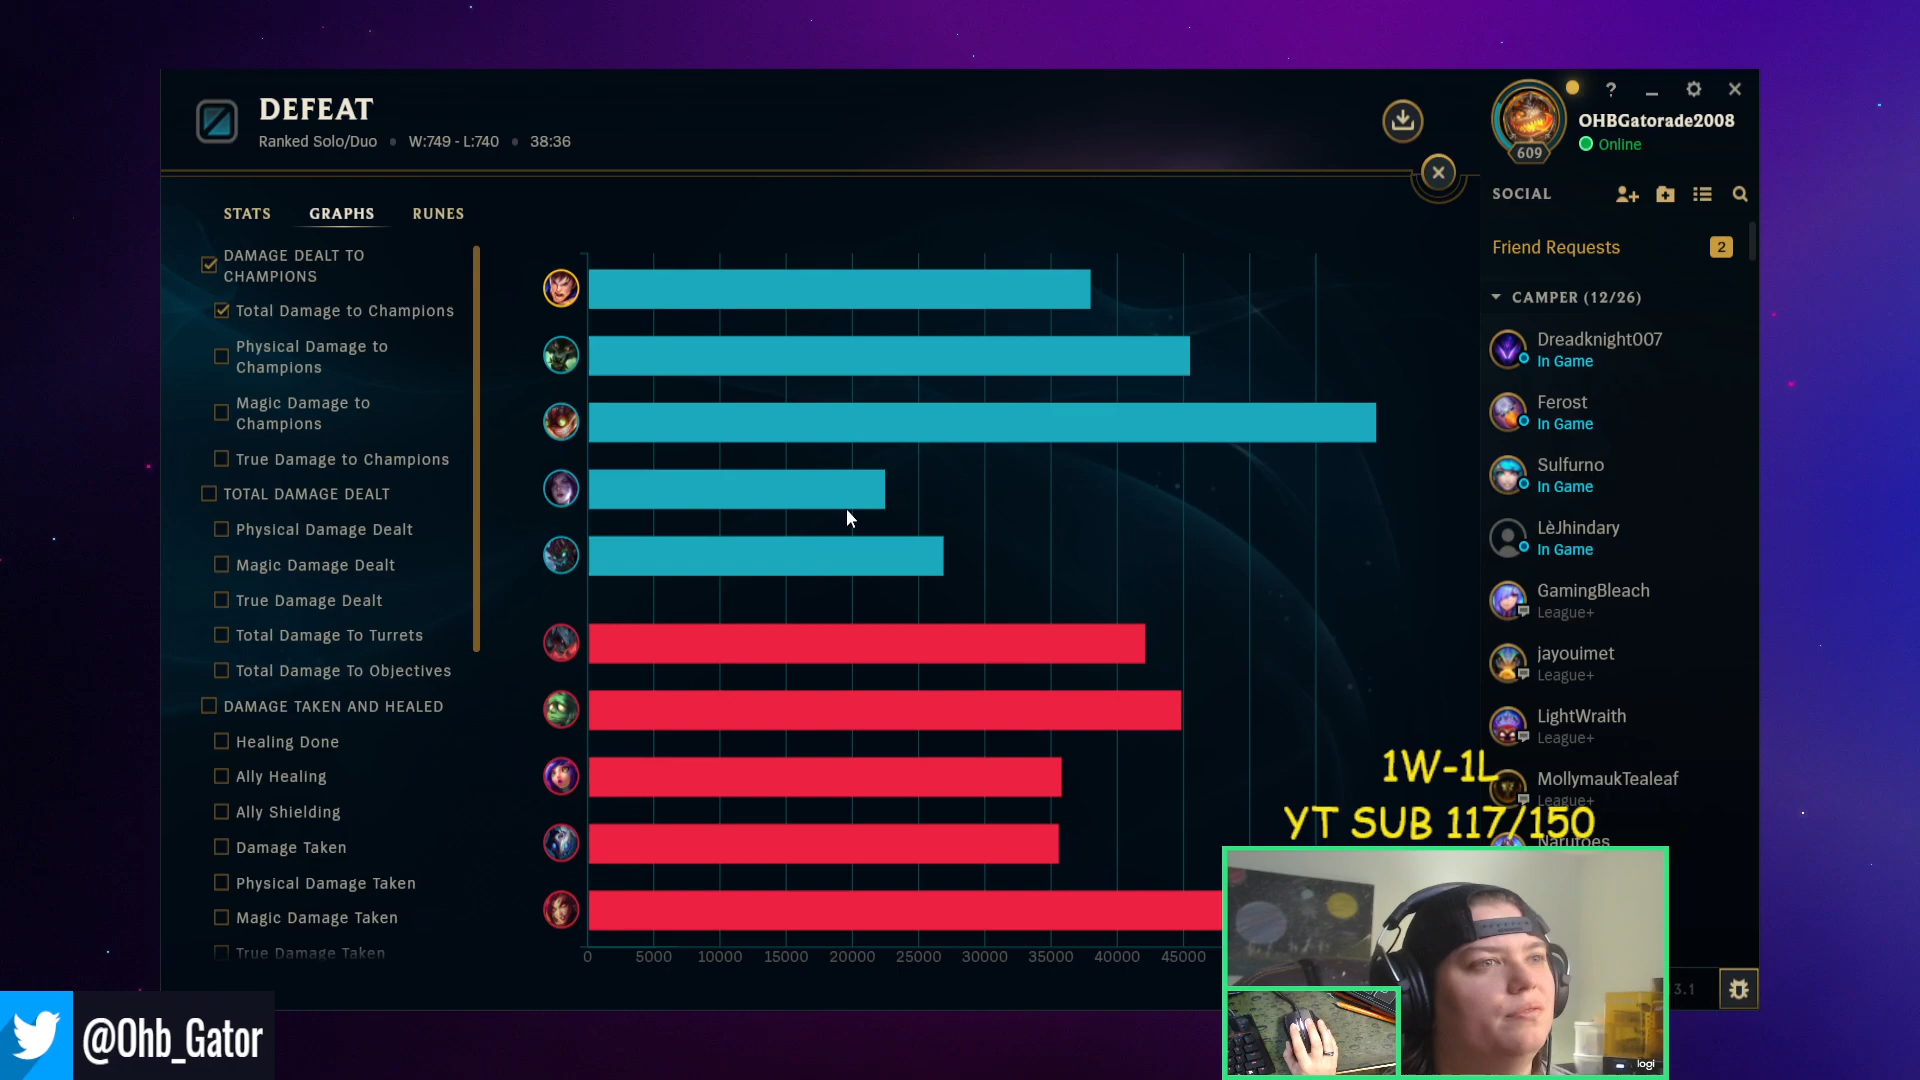 DEFEAT
Ranked Solo/Duo • W:749 - L:740 • 38:36
?
OHBGatorade2008
Online
609
SOCIAL
STATS
GRAPHS
RUNES
Friend Requests
2
CAMPER (12/26)
DAMAGE DEALT TO
CHAMPIONS
Total Damage to Champions
Physical Damage to
Champions
Magic Damage to
Champions
True Damage to Champions
TOTAL DAMAGE DEALT
Physical Damage Dealt
Magic Damage Dealt
True Damage Dealt
Total Damage To Turrets
Total Damage To Objectives
DAMAGE TAKEN AND HEALED
Healing Done
Ally Healing
Ally Shielding
Damage Taken
Physical Damage Taken
Magic Damage Taken
True Damage Taken
0 5000 10000 15000 20000 25000 30000 35000 40000 45000
Dreadknight007
In Game
Ferost
In Game
Sulfurno
In Game
LèJhindary
In Game
GamingBleach
League+
jayouimet
League+
LightWraith
League+
MollymaukTealeaf
League+
Narutoes
1W-1L
YT SUB 117/150
3.1
logi
@Ohb_Gator